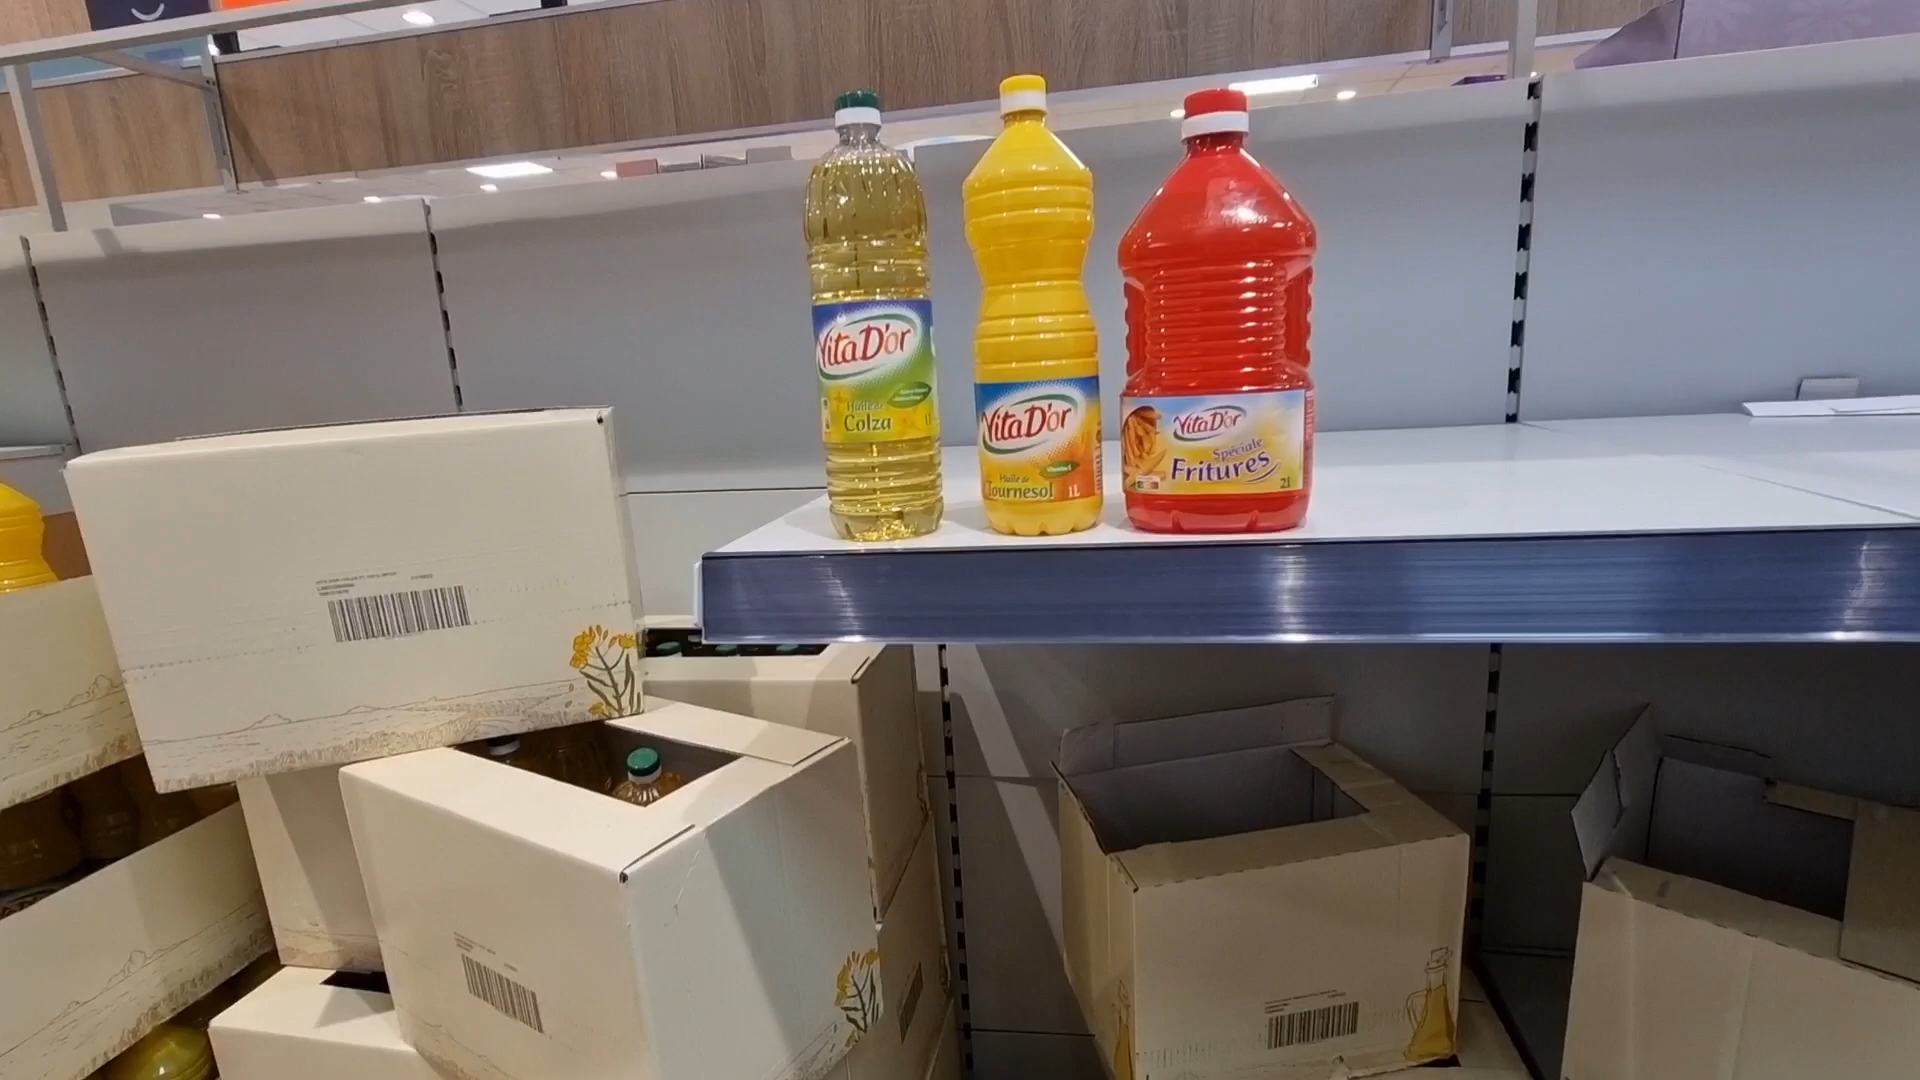 Vita D'or
Huile de
Colza
Vita D'or
Huile de
Tournesol 1L
Vita D'or
Spéciale
Fritures
2l